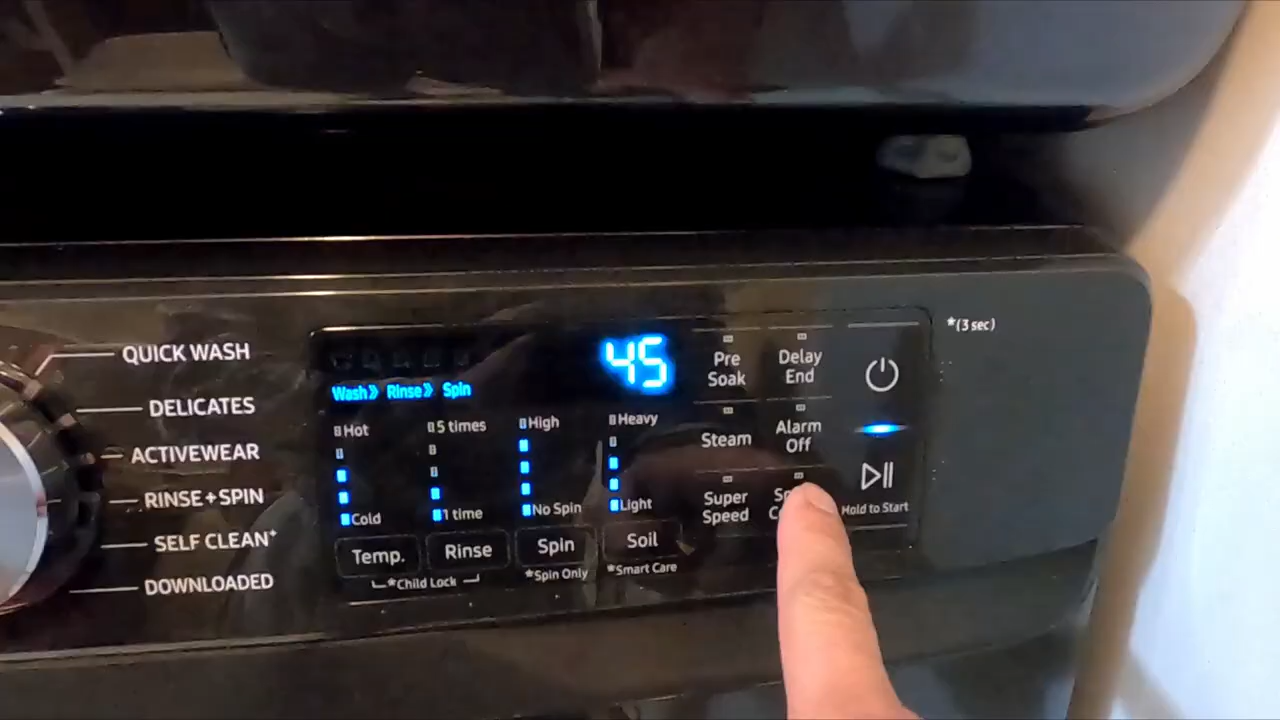 QUICK WASH
DELICATES
ACTIVEWEAR
RINSE+SPIN
SELF CLEAN*
DOWNLOADED
Wash» Rinse» Spin
45
Hot
Cold
5 times
1 time
High
No Spin
Heavy
Light
Temp.
Rinse
Spin
Soil
*Child Lock
*Spin Only
*Smart Care
Pre
Soak
Delay
End
Steam
Alarm
Off
Super
Speed
Hold to Start
*(3 sec)